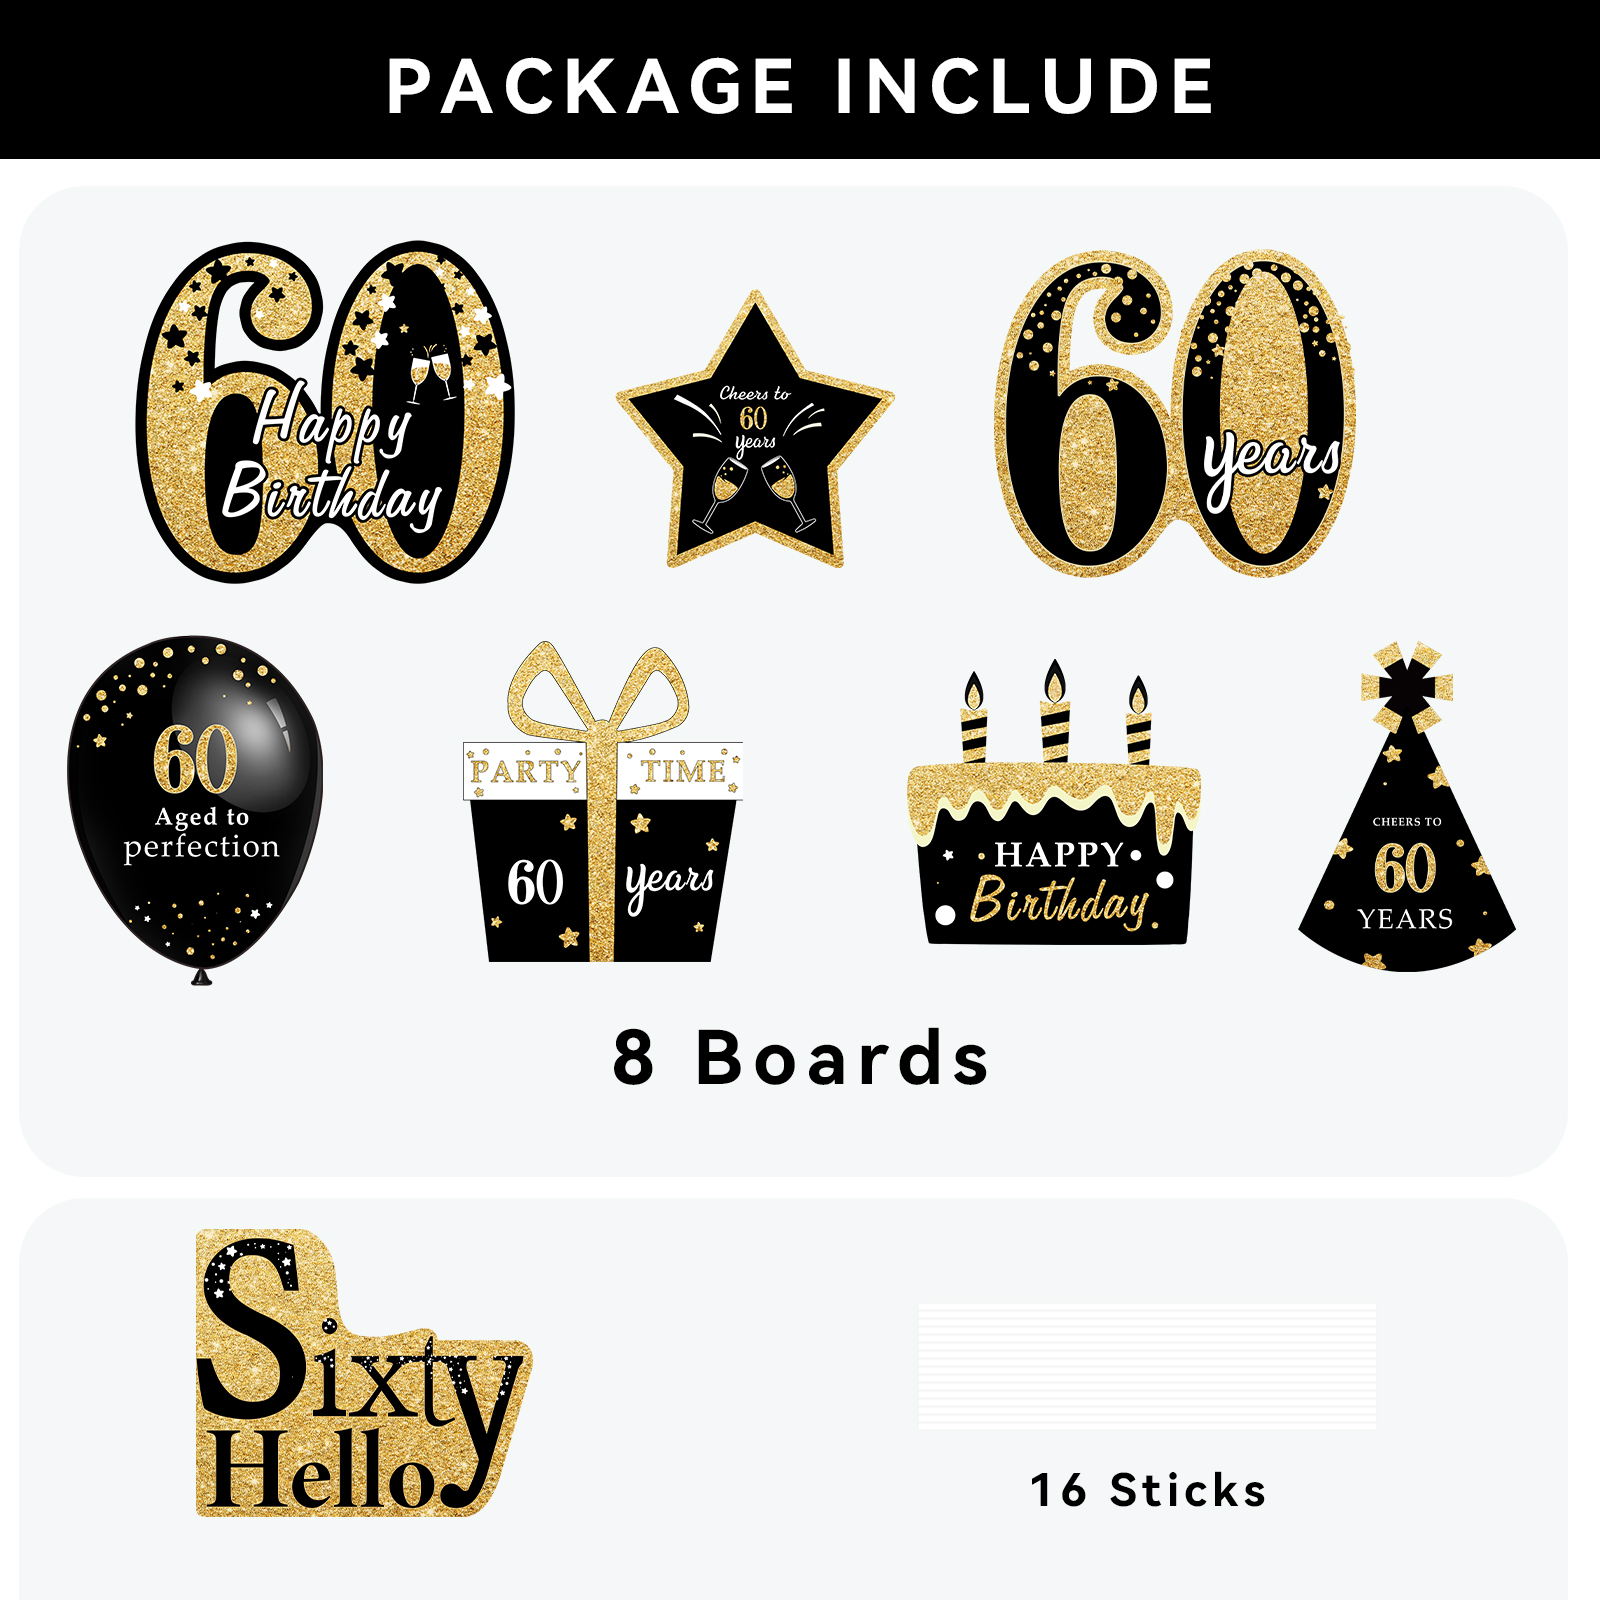 PACKAGE INCLUDE
60
Happy
Birthday
Cheers to
60
years
60
years
60
Aged to
perfection
PARTY TIME
60 years
HAPPY
Birthday
CHEERS TO
60
YEARS
8 Boards
Sixty
Hello
16 Sticks